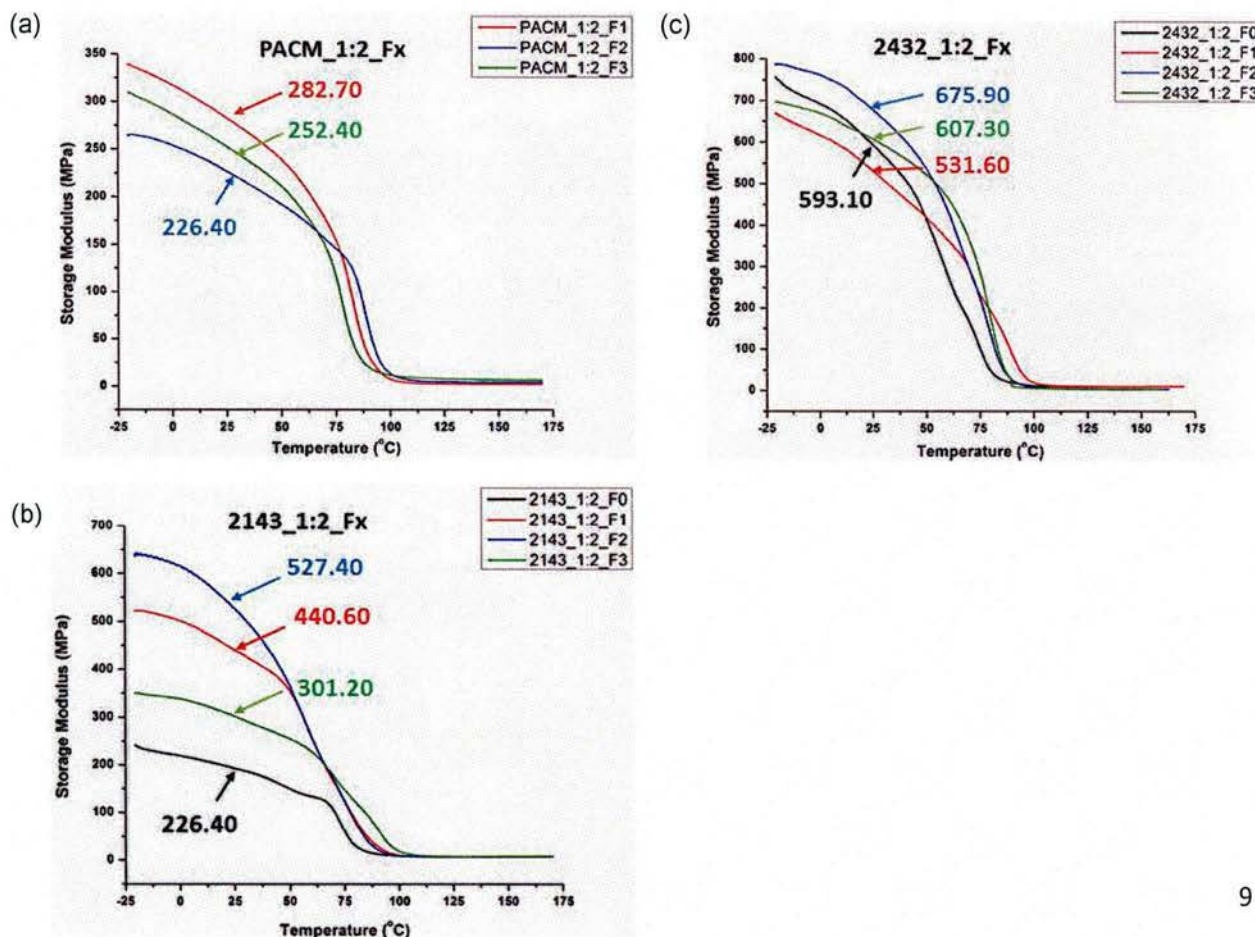 (a)
PACM_1:2_Fx
PACM_1:2_F1
PACM_1:2_F2
PACM_1:2_F3
350
300
250
200
150
100
50
0
Storage Modulus (MPa)
282.70
252.40
226.40
-25 0 25 50 75 100 125 150 175
Temperature (°C)
(c)
2432_1:2_Fx
2432_1:2_F0
2432_1:2_F1
2432_1:2_F2
2432_1:2_F3
800
700
600
500
400
300
200
100
0
Storage Modulus (MPa)
675.90
607.30
531.60
593.10
-25 0 25 50 75 100 125 150 175
Temperature (°C)
(b)
2143_1:2_Fx
2143_1:2_F0
2143_1:2_F1
2143_1:2_F2
2143_1:2_F3
700
600
500
400
300
200
100
0
Storage Modulus (MPa)
527.40
440.60
301.20
226.40
-25 0 25 50 75 100 125 150 175
Temperature (°C)
9